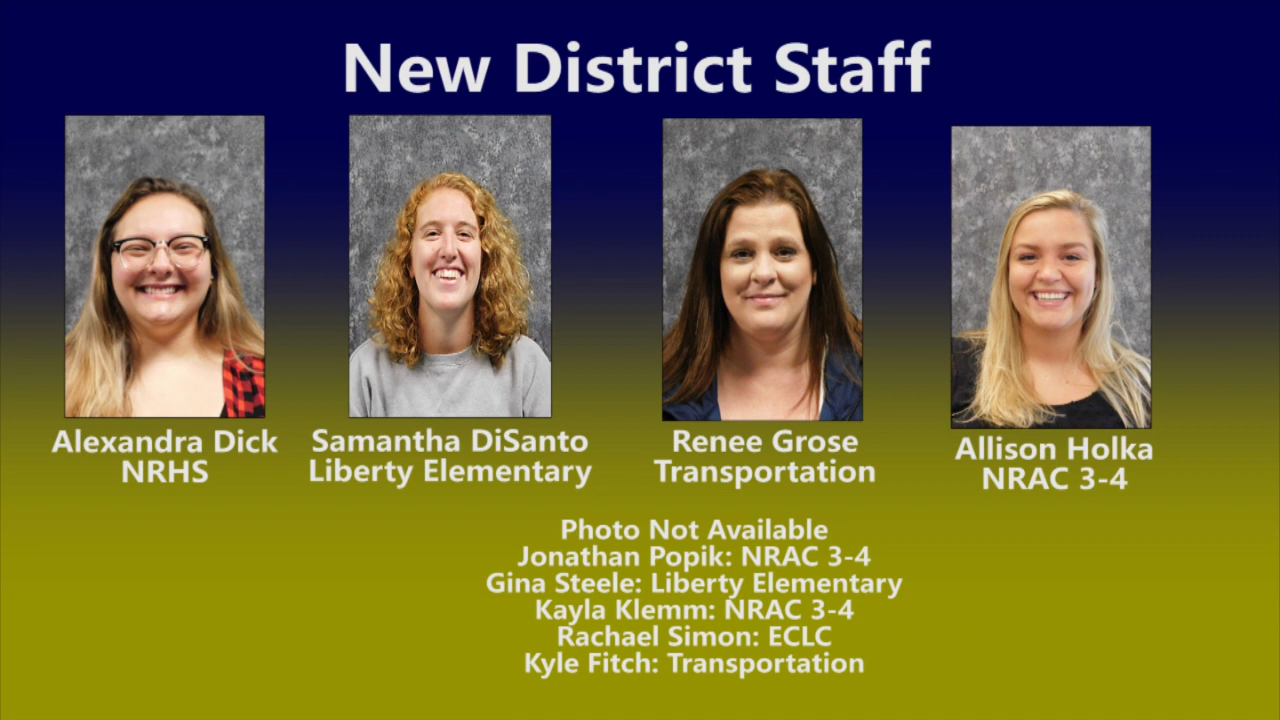 New District Staff
Alexandra Dick
NRHS
Samantha DiSanto
Liberty Elementary
Renee Grose
Transportation
Allison Holka
NRAC 3-4
Photo Not Available
Jonathan Popik: NRAC 3-4
Gina Steele: Liberty Elementary
Kayla Klemm: NRAC 3-4
Rachael Simon: ECLC
Kyle Fitch: Transportation